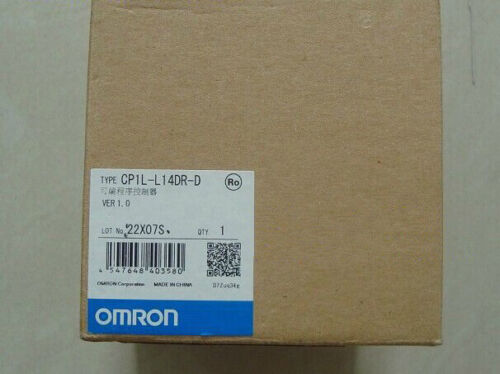 TYPE CP1L-L14DR-D
Ro
可编程序控制器
VER 1.0
LOT No. 22X07S
QTY 1
4 547648 403580
OMRON Corporation MADE IN CHINA
OMRON